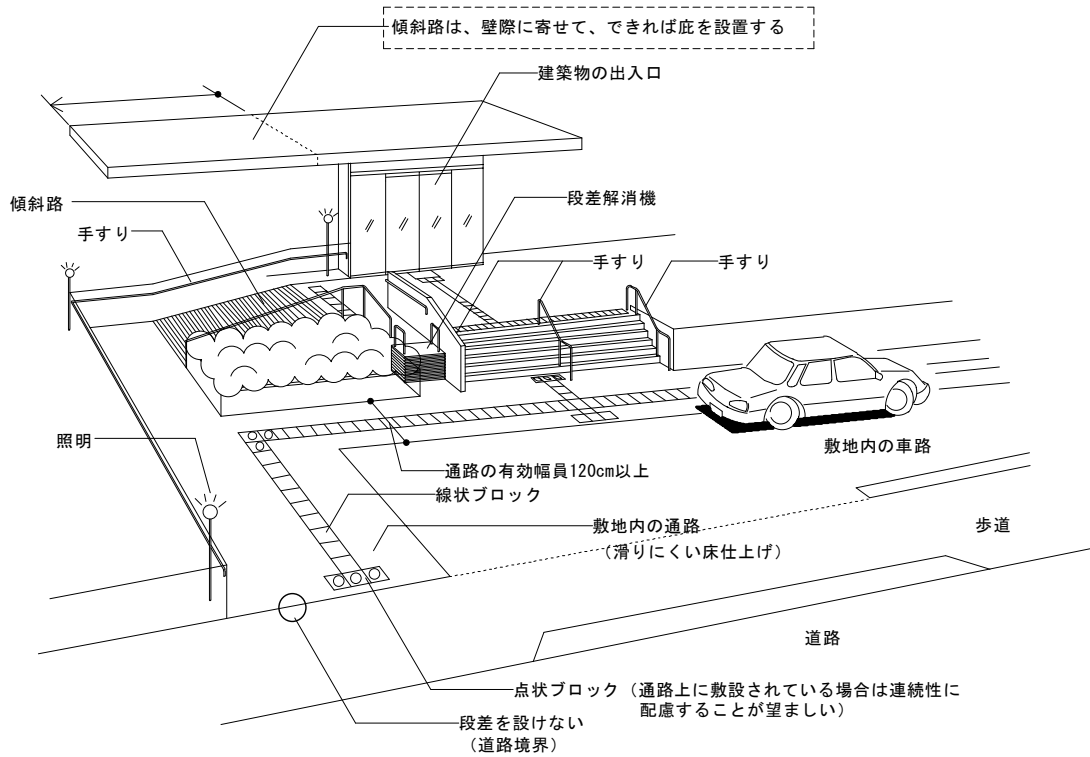 傾斜路は、壁際に寄せて、できれば庇を設置する
建築物の出入口
傾斜路
段差解消機
手すり
手すり
手すり
照明
敷地内の車路
通路の有効幅員120cm以上
線状ブロック
敷地内の通路
(滑りにくい床仕上げ)
歩道
道路
点状ブロック(通路上に敷設されている場合は連続性に
配慮することが望ましい)
段差を設けない
(道路境界)